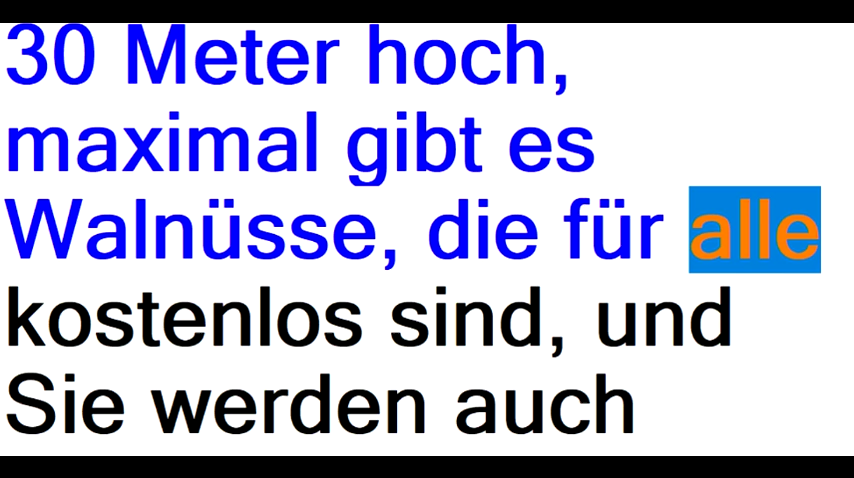 30 Meter hoch,
maximal gibt es
Walnüsse, die für alle
kostenlos sind, und
Sie werden auch